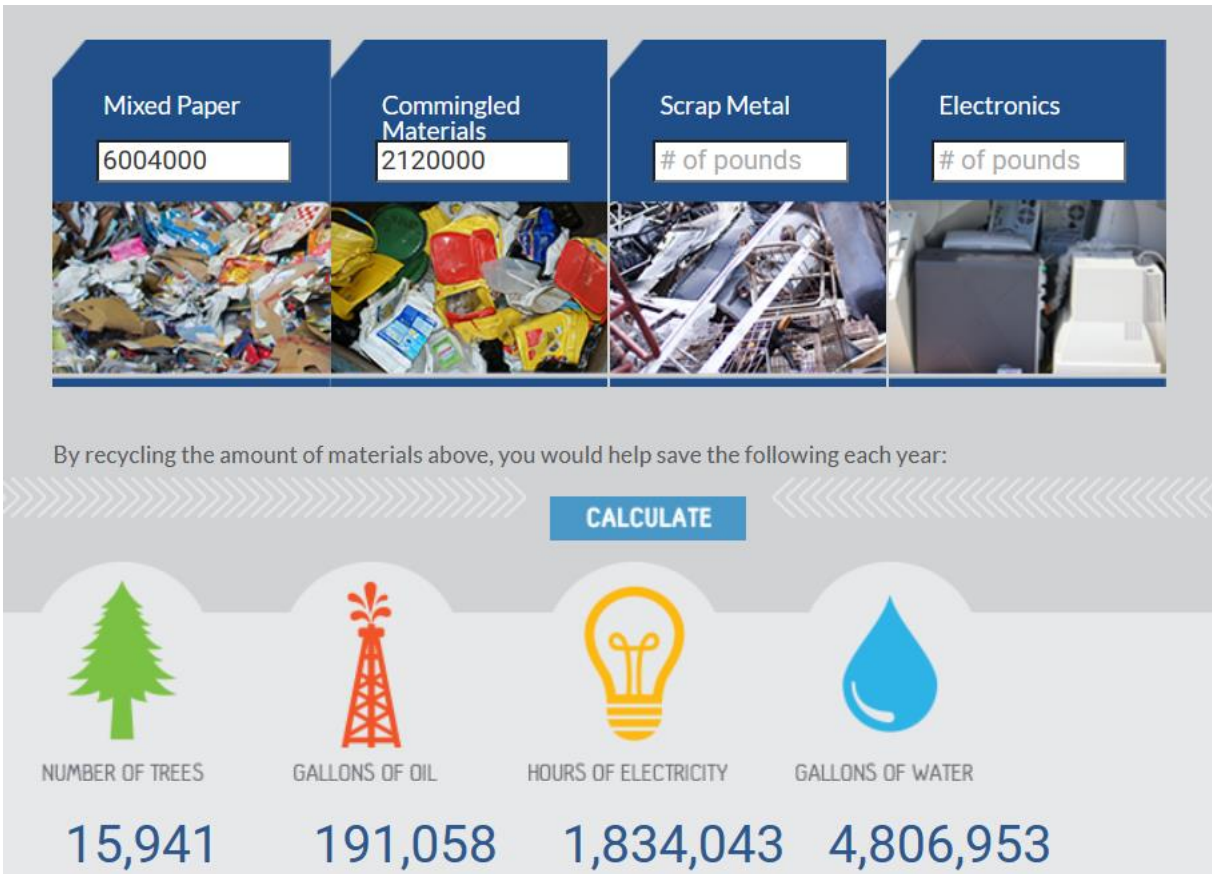 Mixed Paper
6004000
Commingled
Materials
2120000
Scrap Metal
# of pounds
Electronics
# of pounds
By recycling the amount of materials above, you would help save the following each year:
CALCULATE
NUMBER OF TREES
15,941
GALLONS OF OIL
191,058
HOURS OF ELECTRICITY
1,834,043
GALLONS OF WATER
4,806,953